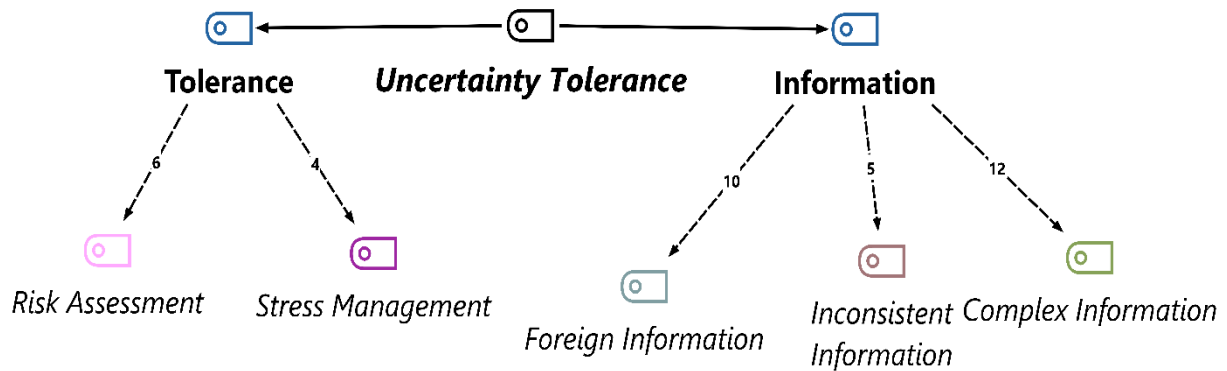 Tolerance
Uncertainty Tolerance
Information
6
4
10
5
12
Risk Assessment
Stress Management
Foreign Information
Inconsistent
Information
Complex Information